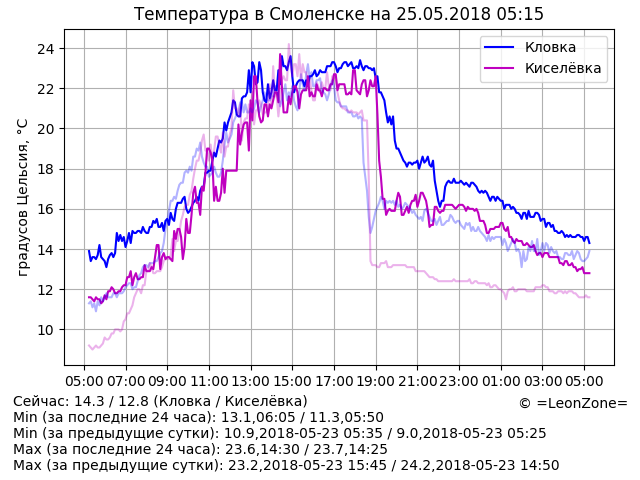 Температура в Смоленске на 25.05.2018 05:15
градусов Цельсия, °C
24
22
20
18
16
14
12
10
Кловка
Киселёвка
05:00 07:00 09:00 11:00 13:00 15:00 17:00 19:00 21:00 23:00 01:00 03:00 05:00
Сейчас: 14.3 / 12.8 (Кловка / Киселёвка)
© =LeonZone=
Min (за последние 24 часа): 13.1,06:05 / 11.3,05:50
Min (за предыдущие сутки): 10.9,2018-05-23 05:35 / 9.0,2018-05-23 05:25
Max (за последние 24 часа): 23.6,14:30 / 23.7,14:25
Max (за предыдущие сутки): 23.2,2018-05-23 15:45 / 24.2,2018-05-23 14:50